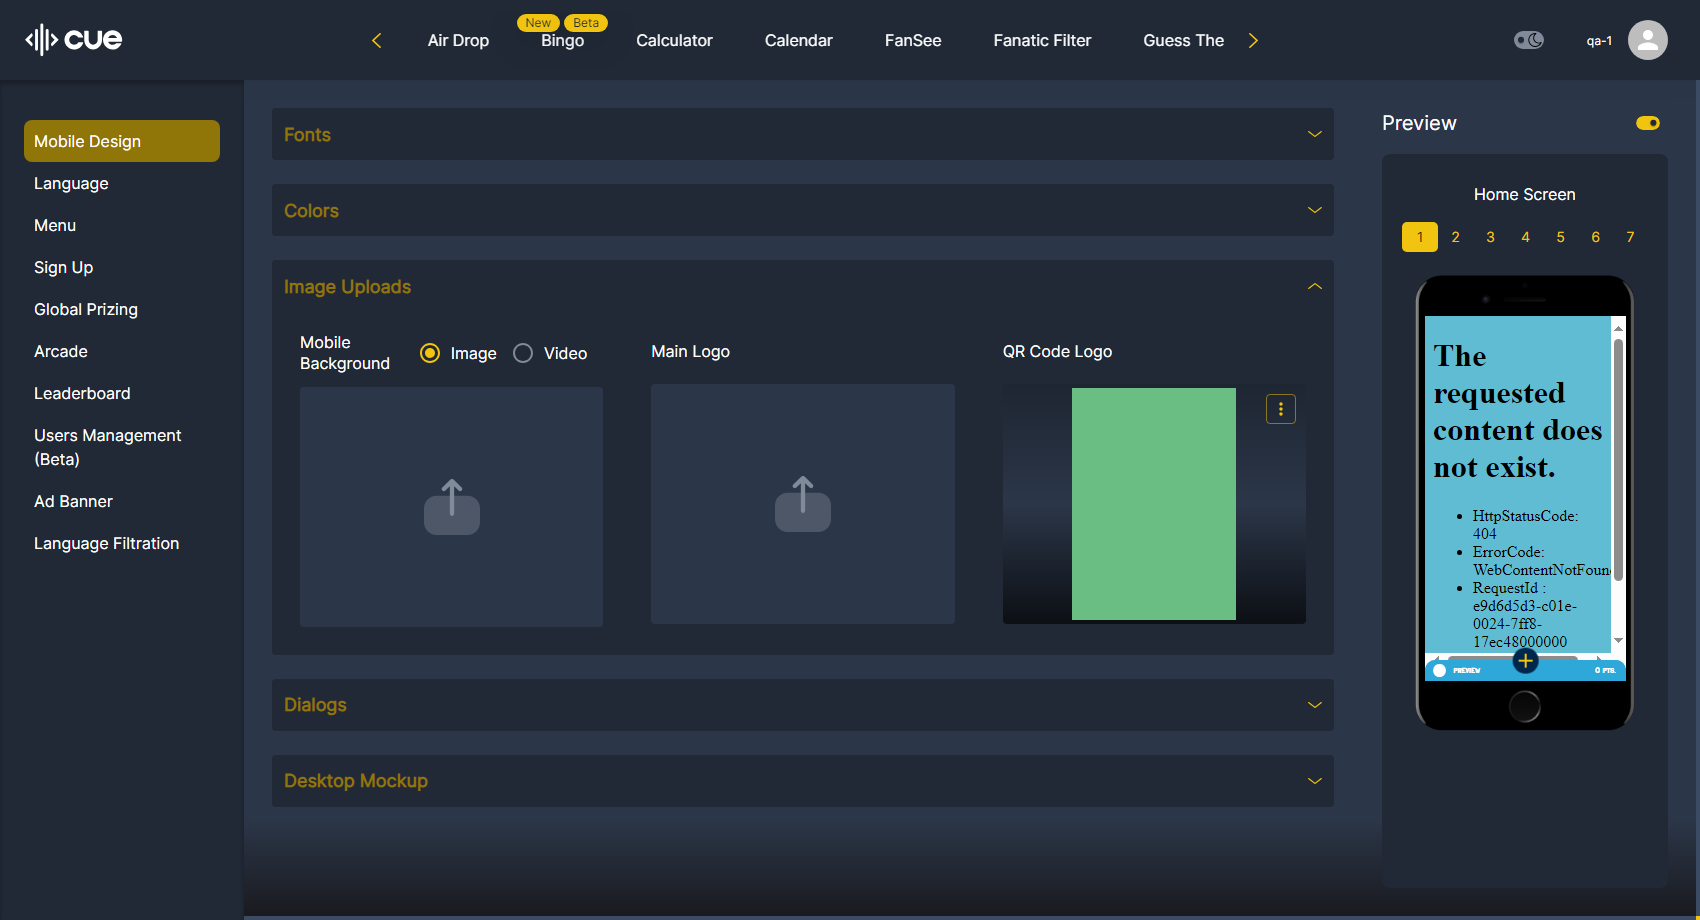 cue
Air Drop
New
Beta
Bingo
Calculator
Calendar
FanSee
Fanatic Filter
Guess The
qa-1
Mobile Design
Language
Menu
Sign Up
Global Prizing
Arcade
Leaderboard
Users Management
(Beta)
Ad Banner
Language Filtration
Fonts
Colors
Image Uploads
Mobile
Background
Image
Video
Main Logo
QR Code Logo
Dialogs
Desktop Mockup
Preview
Home Screen
1 2 3 4 5 6 7
The
requested
content does
not exist.
• HttpStatusCode:
404
• ErrorCode:
WebContentNotFoun
• RequestId :
e9d6d5d3-c01e-
0024-7ff8-
17ec48000000
PREVIEW
0 PTS.